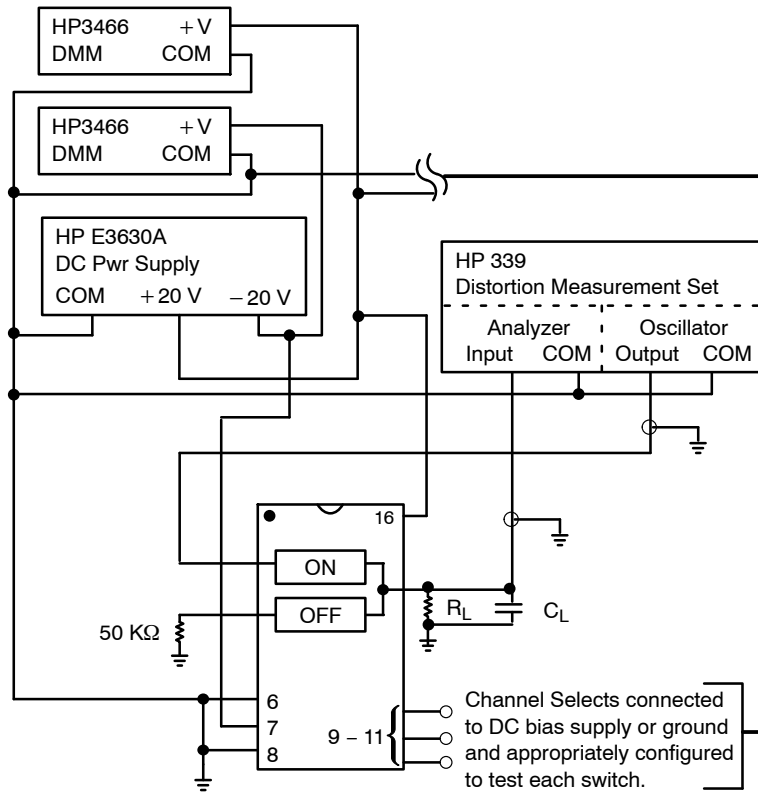 HP3466 +V
DMM COM
HP3466 +V
DMM COM
HP E3630A
DC Pwr Supply
COM +20 V −20 V
HP 339
Distortion Measurement Set
Analyzer Oscillator
Input COM Output COM
16
ON
OFF
50 KΩ
RL CL
6
7
8
9 − 11
Channel Selects connected
to DC bias supply or ground
and appropriately configured
to test each switch.